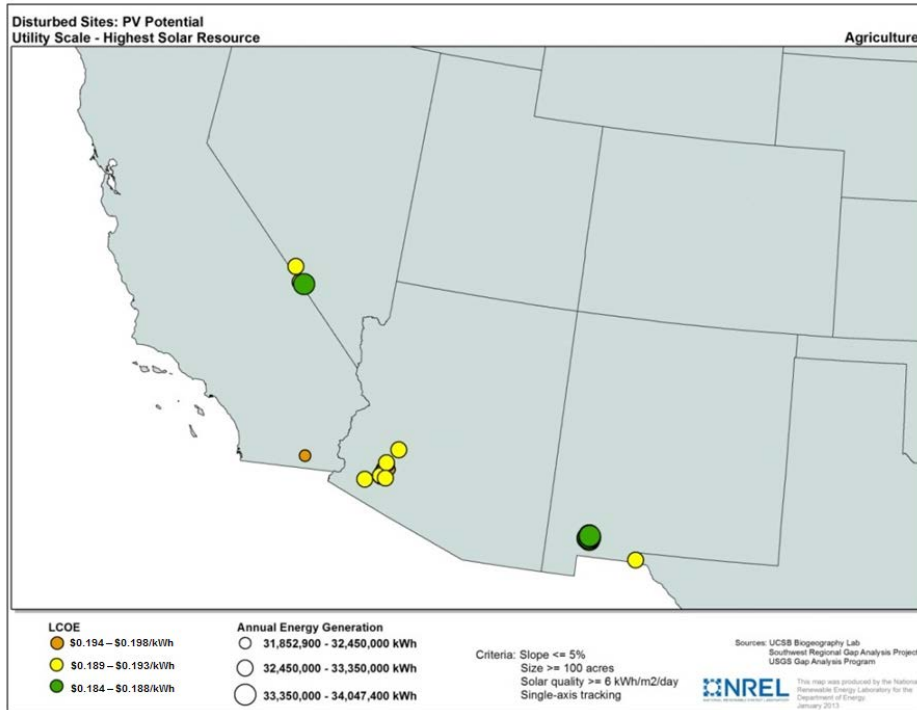 Disturbed Sites: PV Potential
Utility Scale - Highest Solar Resource
Agriculture
LCOE
$0.194 – $0.198/kWh
$0.189 – $0.193/kWh
$0.184 – $0.188/kWh
Annual Energy Generation
31,852,900 - 32,450,000 kWh
32,450,000 - 33,350,000 kWh
33,350,000 - 34,047,400 kWh
Criteria: Slope <= 5%
Size >= 100 acres
Solar quality >= 6 kWh/m2/day
Single-axis tracking
Sources: UCSB Biogeography Lab
Southwest Regional Gap Analysis Project
USGS Gap Analysis Program
NREL
NATIONAL RENEWABLE ENERGY LABORATORY
This map was produced by the National
Renewable Energy Laboratory for the
Department of Energy.
January 2013